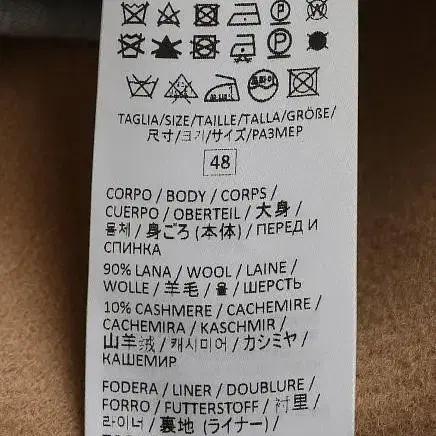 TAGLIA/SIZE/TAILLE/TALLA/GRÖßE/
尺寸/크기/サイズ/РАЗМЕР
48
CORPO / BODY / CORPS /
CUERPO / OBERTEIL / 大身/
몸체 / 身ごろ (本体) / ПЕРЕД И
СПИНКА
90% LANA / WOOL / LAINE /
WOLLE / 羊毛 / 울 / ШЕРСТЬ
10% CASHMERE / CACHEMIRE /
CACHEMIRA / KASCHMIR /
山羊绒 / 캐시미어 / カシミヤ /
КАШЕМИР
FODERA / LINER / DOUBLURE /
FORRO / FUTTERSTOFF / 衬里/
라이너 / 裏地 (ライナー) /